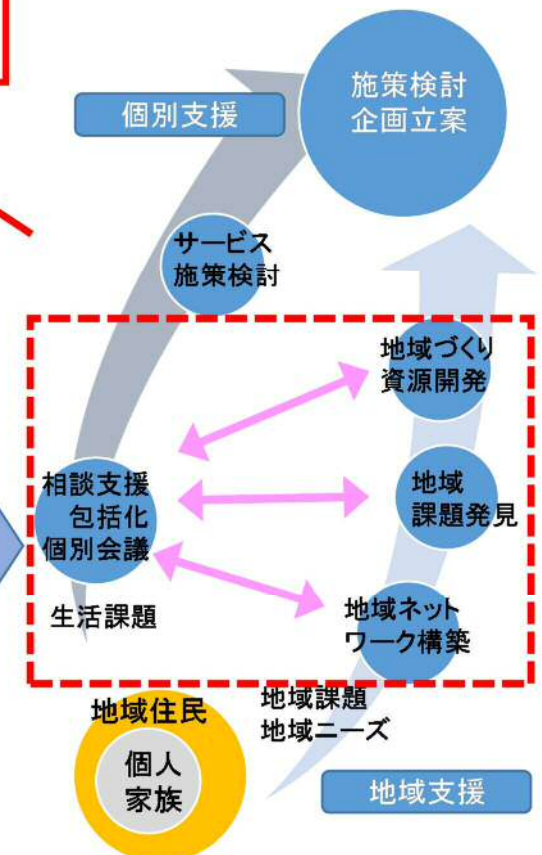 施策検討
企画立案
個別支援
サービス
施策検討
地域づくり
資源開発
相談支援
包括化
個別会議
地域
課題発見
生活課題
地域ネット
ワーク構築
地域課題
地域ニーズ
地域住民
個人
家族
地域支援